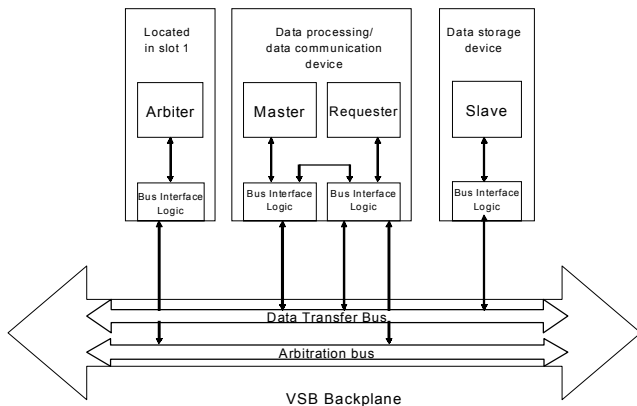 Located
in slot 1
Data processing/
data communication
device
Data storage
device
Arbiter
Master
Requester
Slave
Bus Interface
Logic
Bus Interface
Logic
Bus Interface
Logic
Bus Interface
Logic
Data Transfer Bus
Arbitration bus
VSB Backplane